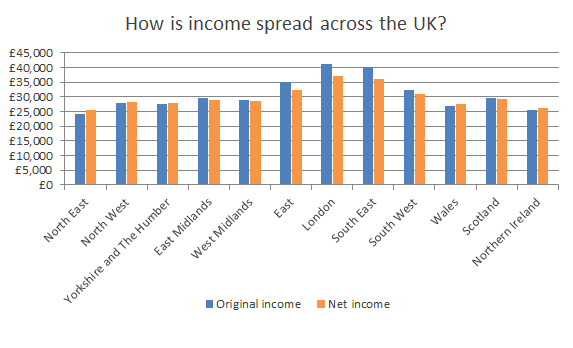 How is income spread across the UK?
£45,000
£40,000
£35,000
£30,000
£25,000
£20,000
£15,000
£10,000
£5,000
£0
North East
North West
Yorkshire and The Humber
East Midlands
West Midlands
East
London
South East
South West
Wales
Scotland
Northern Ireland
Original income
Net income